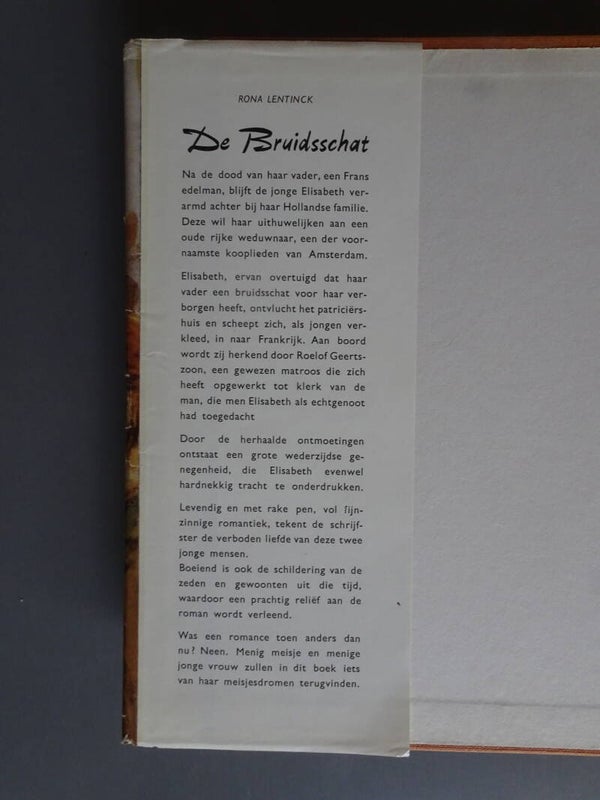 RONA LENTINCK
De Bruidsschat
Na de dood van haar vader, een Frans
edelman, blijft de jonge Elisabeth ver-
armd achter bij haar Hollandse familie.
Deze wil haar uithuwelijken aan een
oude rijke weduwnaar, een der voor-
naamste kooplieden van Amsterdam.
Elisabeth, ervan overtuigd dat haar
vader een bruidsschat voor haar ver-
borgen heeft, ontvlucht het patriciërs-
huis en scheept zich, als jongen ver-
kleed, in naar Frankrijk. Aan boord
wordt zij herkend door Roelof Geerts-
zoon, een gewezen matroos die zich
heeft opgewerkt tot klerk van de
man, die men Elisabeth als echtgenoot
had toegedacht
Door de herhaalde ontmoetingen
ontstaat een grote wederzijdse ge-
negenheid, die Elisabeth evenwel
hardnekkig tracht te onderdrukken.
Levendig en met rake pen, vol fijn-
zinnige romantiek, tekent de schrijf-
ster de verboden liefde van deze twee
jonge mensen.
Boeiend is ook de schildering van de
zeden en gewoonten uit die tijd,
waardoor een prachtig reliëf aan de
roman wordt verleend.
Was een romance toen anders dan
nu? Neen. Menig meisje en menige
jonge vrouw zullen in dit boek iets
van haar meisjesdromen terugvinden.